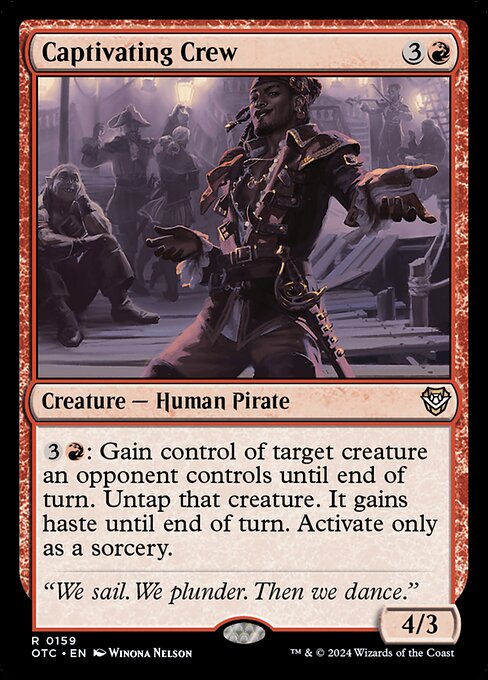 Captivating Crew 3
Creature — Human Pirate
3: Gain control of target creature
an opponent controls until end of
turn. Untap that creature. It gains
haste until end of turn. Activate only
as a sorcery.
“We sail. We plunder. Then we dance.”
4/3
R 0159
OTC • EN Winona Nelson
™ & © 2024 Wizards of the Coast